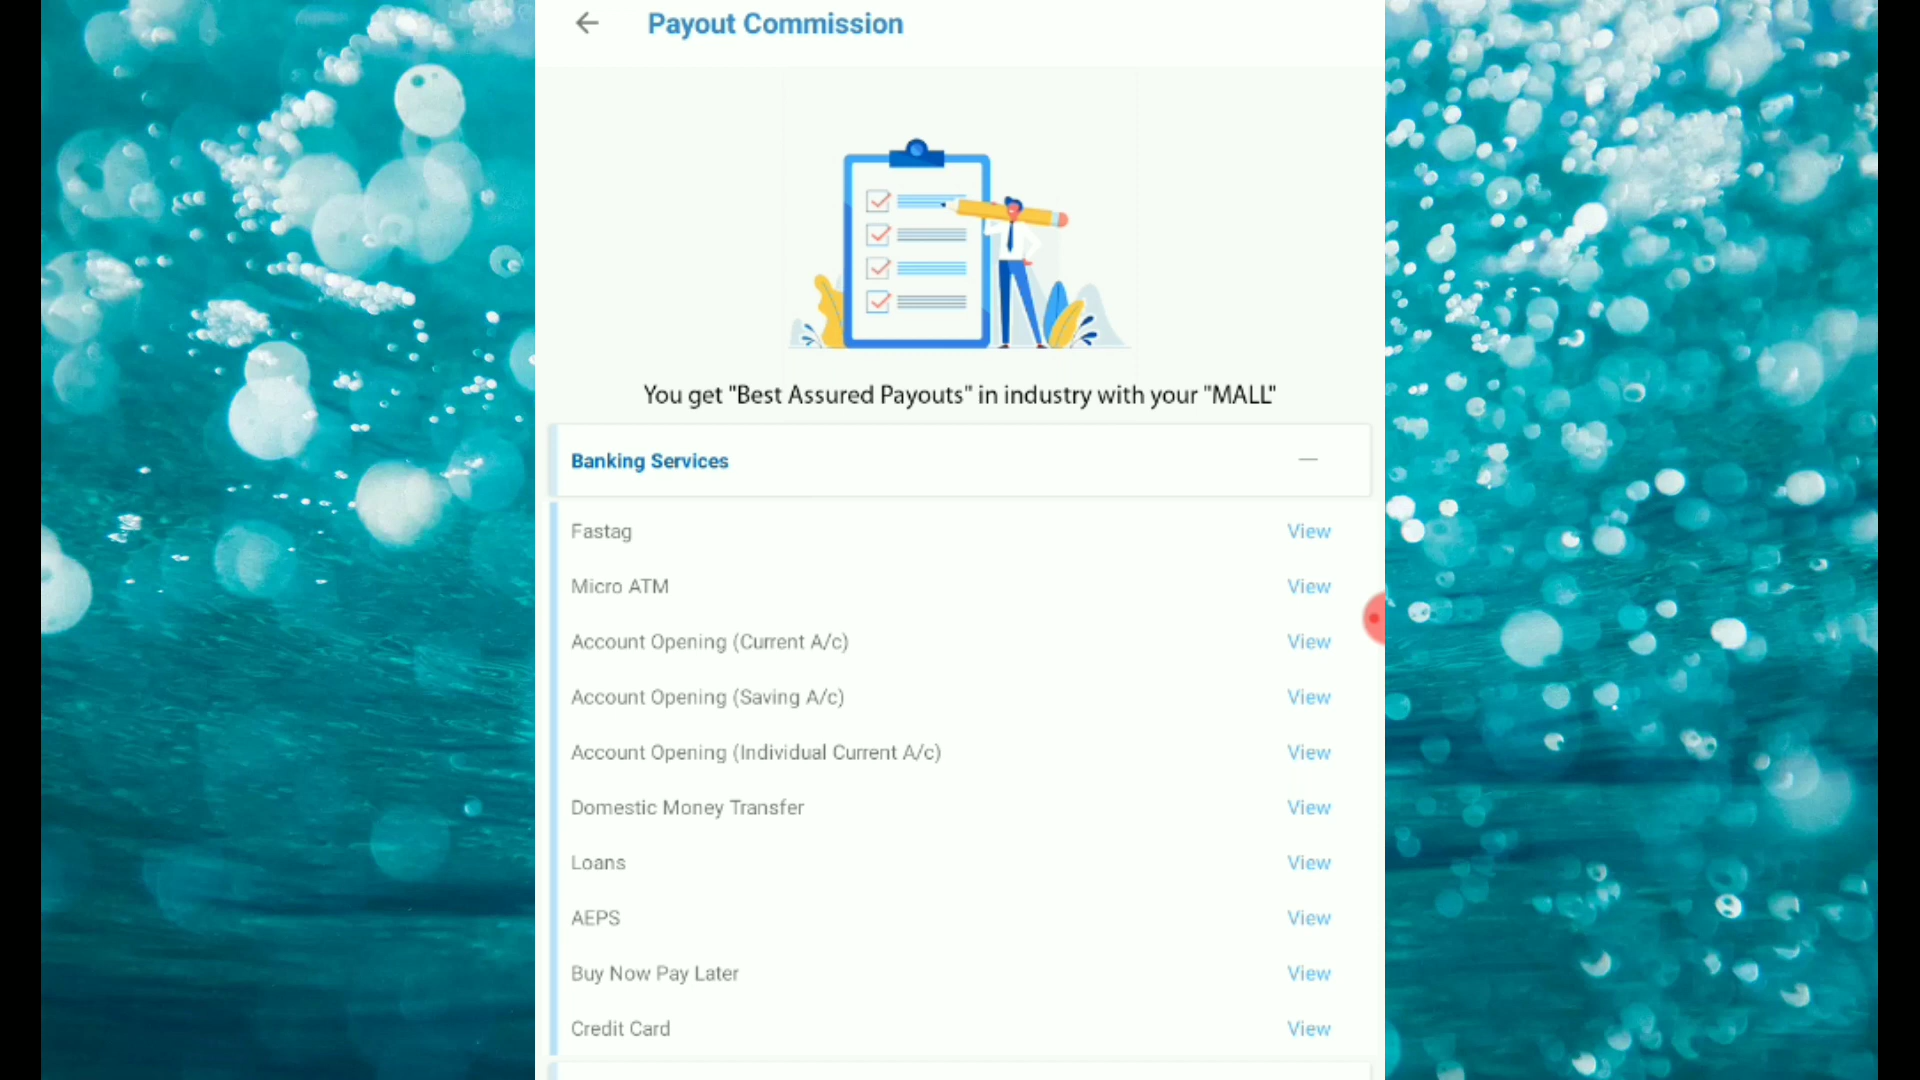 Payout Commission
You get "Best Assured Payouts" in industry with your "MALL"
Banking Services
Fastag View
Micro ATM View
Account Opening (Current A/c) View
Account Opening (Saving A/c) View
Account Opening (Individual Current A/c) View
Domestic Money Transfer View
Loans View
AEPS View
Buy Now Pay Later View
Credit Card View